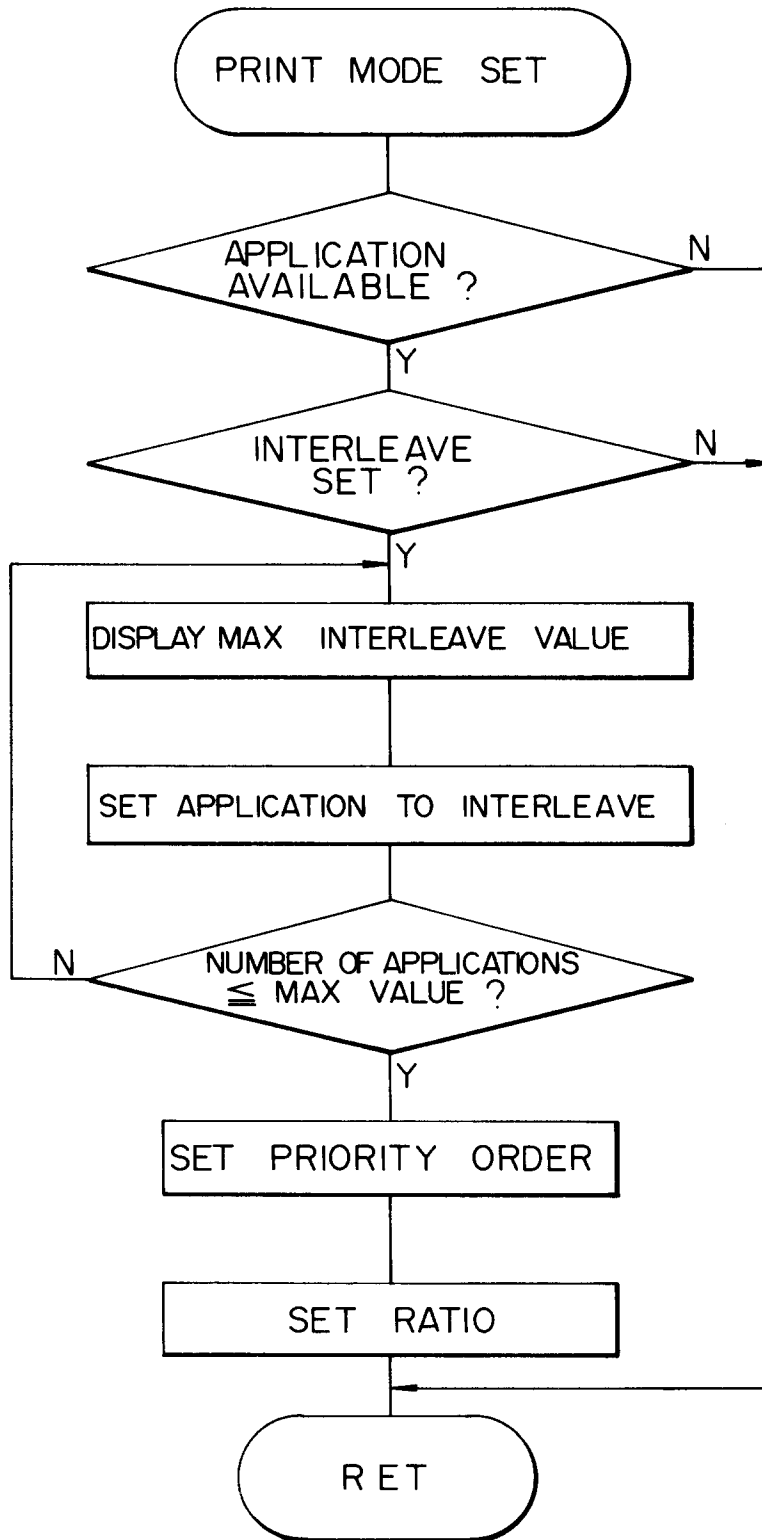 PRINT MODE SET
APPLICATION
AVAILABLE ?
N
Y
INTERLEAVE
SET ?
N
Y
DISPLAY MAX INTERLEAVE VALUE
SET APPLICATION TO INTERLEAVE
N
NUMBER OF APPLICATIONS
≦ MAX VALUE ?
Y
SET PRIORITY ORDER
SET RATIO
RET